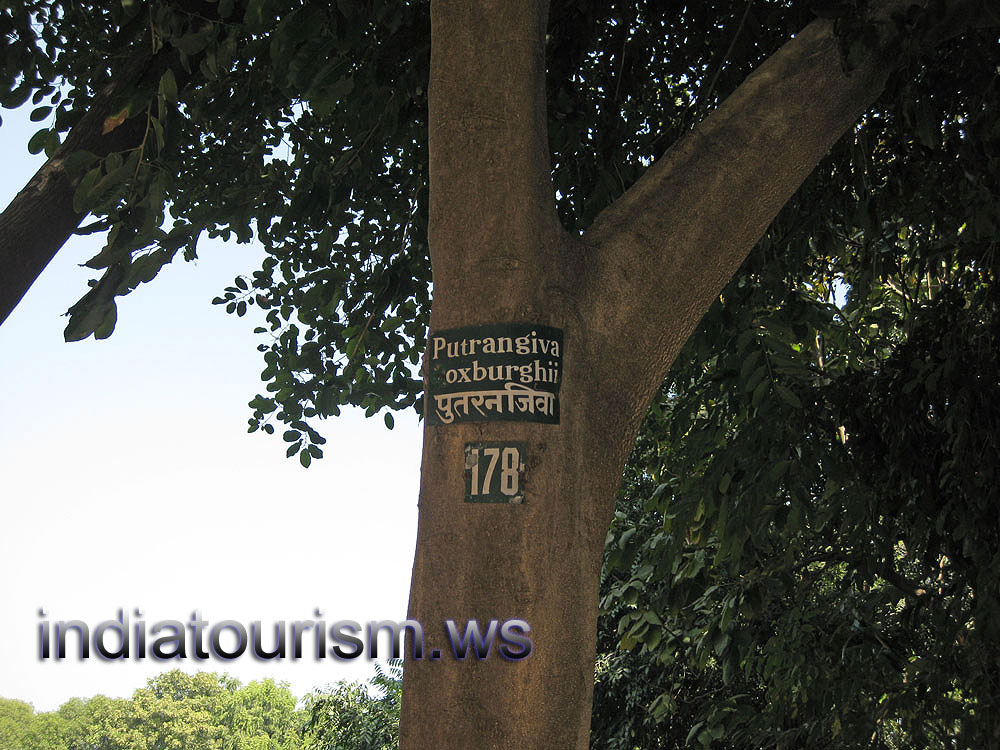 Putrangiva
oxburghii
पुतरनजिवा
178
indiatourism.ws